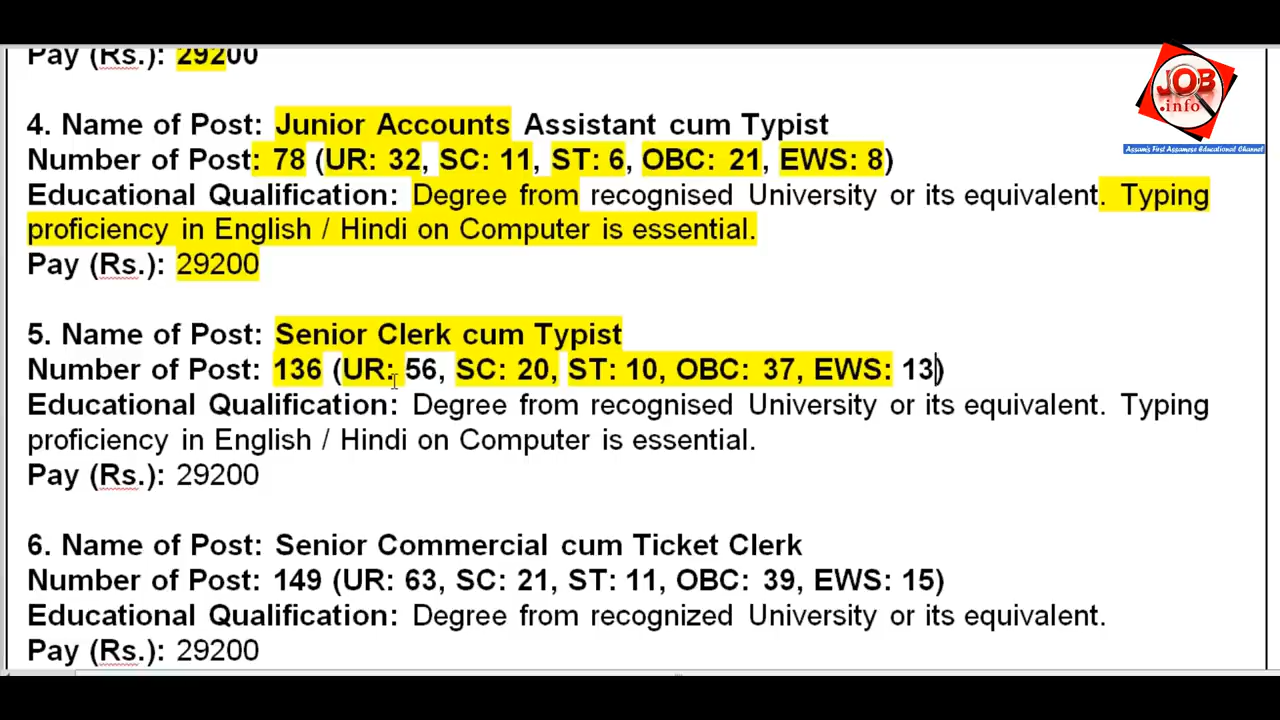 Pay (Rs.): 29200
JOB
.info
Assam's First Assamese Educational Channel
4. Name of Post: Junior Accounts Assistant cum Typist
Number of Post: 78 (UR: 32, SC: 11, ST: 6, OBC: 21, EWS: 8)
Educational Qualification: Degree from recognised University or its equivalent. Typing
proficiency in English / Hindi on Computer is essential.
Pay (Rs.): 29200
5. Name of Post: Senior Clerk cum Typist
Number of Post: 136 (UR: 56, SC: 20, ST: 10, OBC: 37, EWS: 13)
Educational Qualification: Degree from recognised University or its equivalent. Typing
proficiency in English / Hindi on Computer is essential.
Pay (Rs.): 29200
6. Name of Post: Senior Commercial cum Ticket Clerk
Number of Post: 149 (UR: 63, SC: 21, ST: 11, OBC: 39, EWS: 15)
Educational Qualification: Degree from recognized University or its equivalent.
Pay (Rs.): 29200